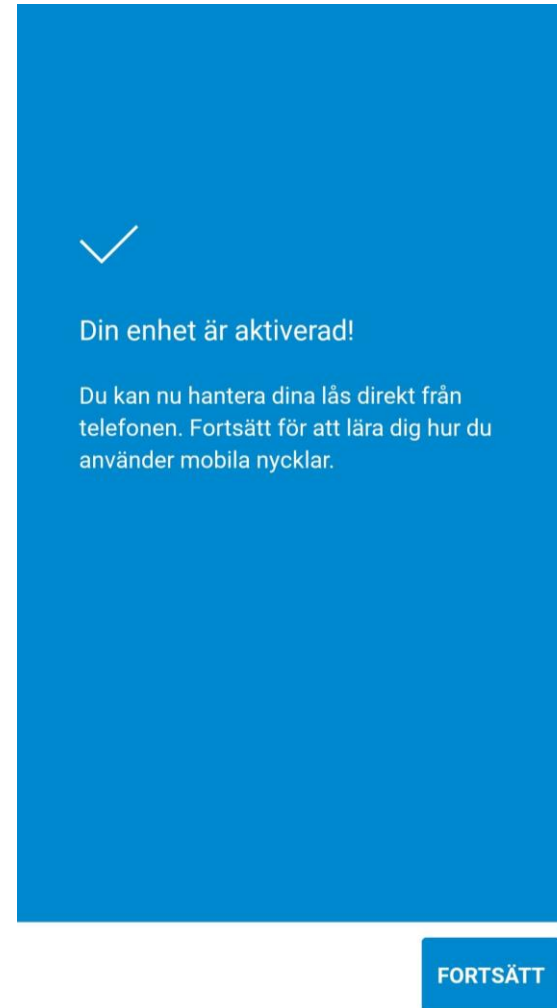 Din enhet är aktiverad!
Du kan nu hantera dina lås direkt från
telefonen. Fortsätt för att lära dig hur du
använder mobila nycklar.
FORTSÄTT